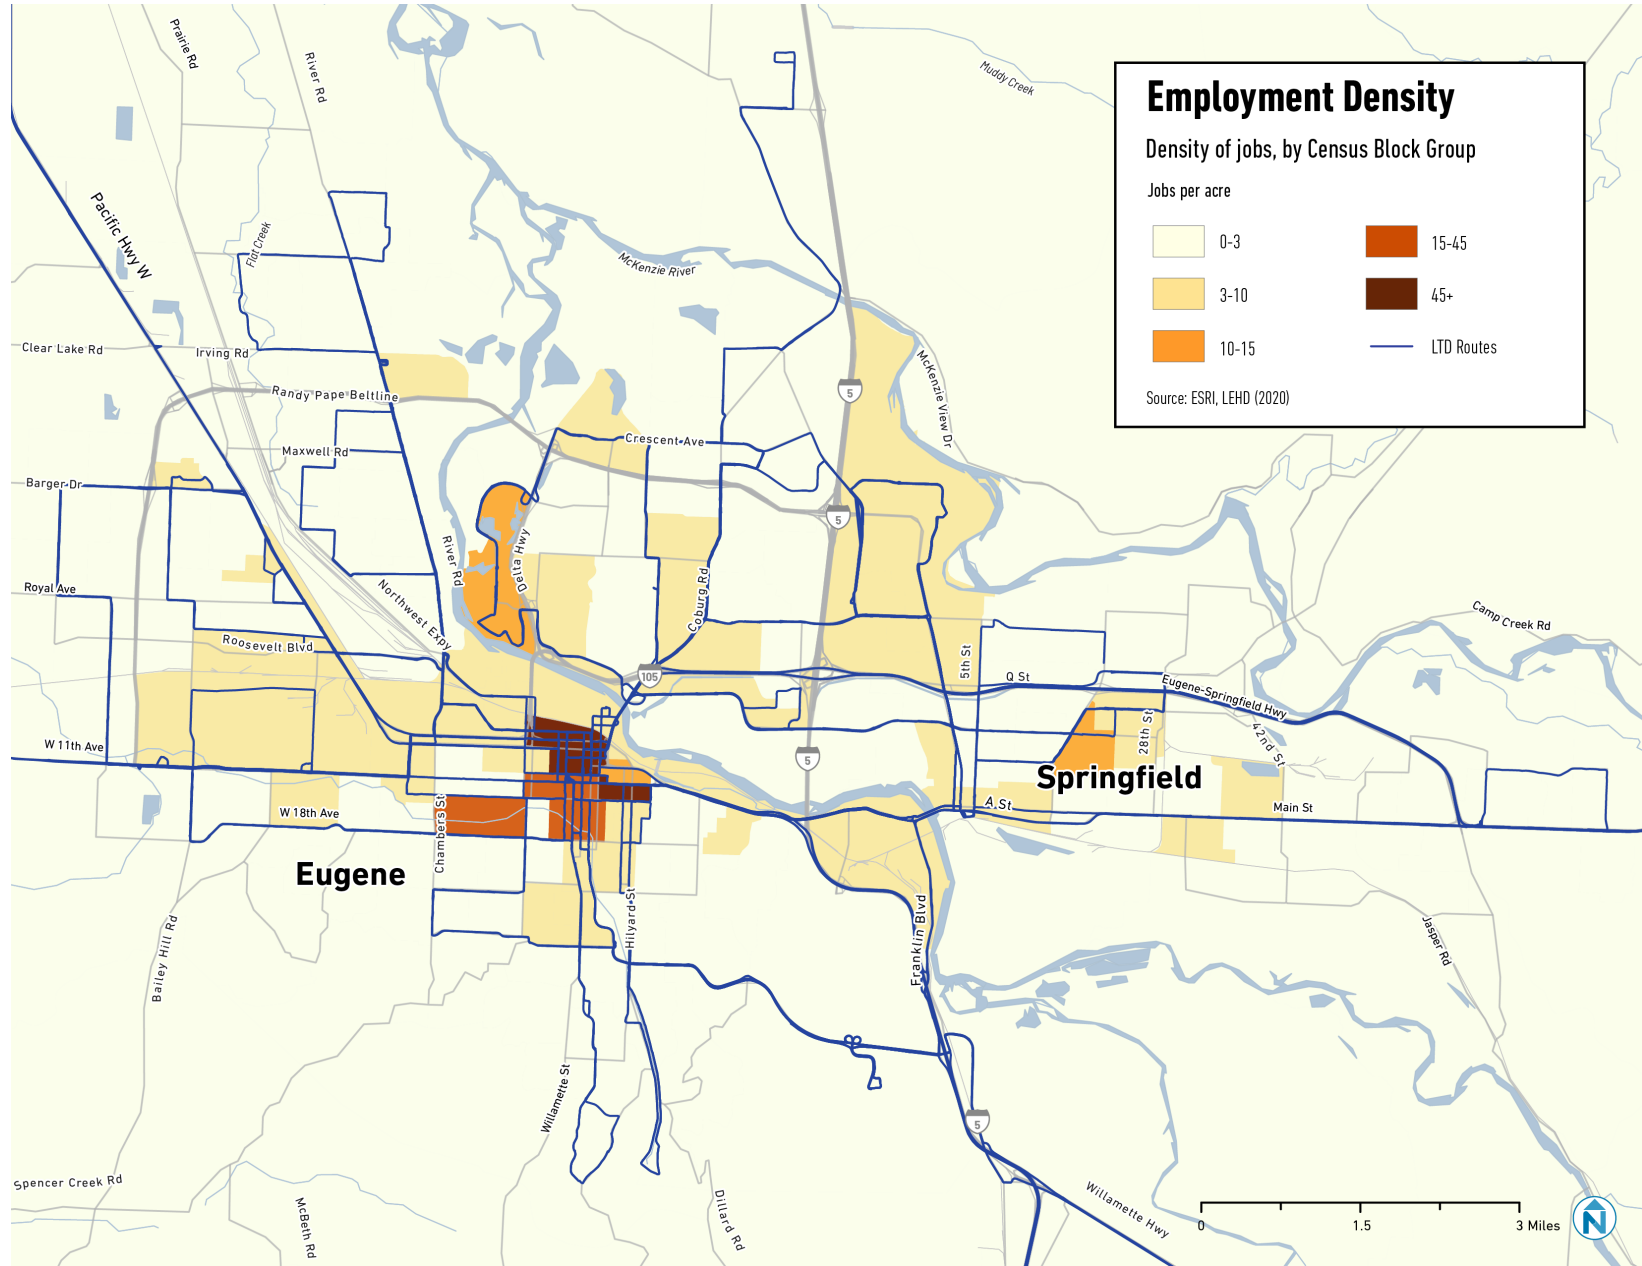 Employment Density
Density of jobs, by Census Block Group
Jobs per acre
0-3
15-45
3-10
45+
10-15
LTD Routes
Source: ESRI, LEHD (2020)
Prairie Rd
River Rd
Muddy Creek
Pacific Hwy W
Flat Creek
McKenzie River
Clear Lake Rd
Irving Rd
McKenzie View Dr
Randy Pape Beltline
5
Crescent Ave
Maxwell Rd
Barger Dr
5
River Rd
Delta Hwy
Royal Ave
Northwest Expy
Coburg Rd
Camp Creek Rd
Roosevelt Blvd
105
5th St
Q St
Eugene-Springfield Hwy
28th St
42nd St
W 11th Ave
5
Springfield
A St
Main St
W 18th Ave
Chambers St
Eugene
Hilyard St
Franklin Blvd
Bailey Hill Rd
Jasper Rd
Willamette St
5
Spencer Creek Rd
McBeth Rd
Dillard Rd
Willamette Hwy
0
1.5
3 Miles
N